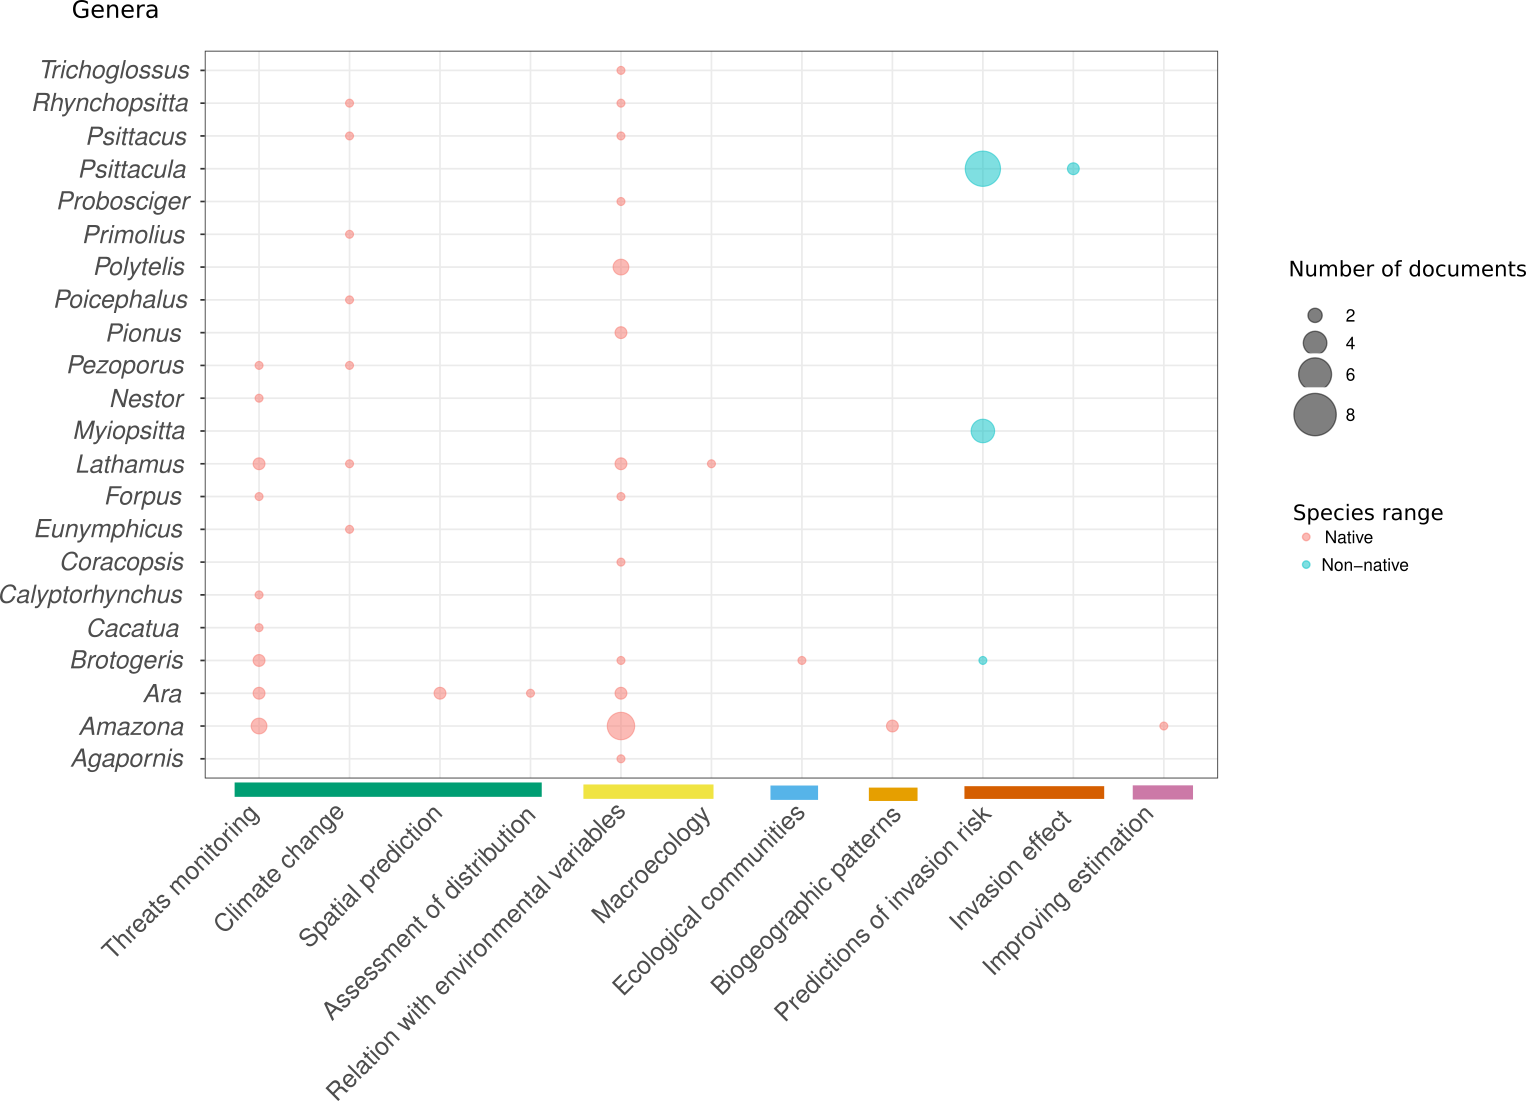 Genera
Trichoglossus
Rhynchopsitta
Psittacus
Psittacula
Probosciger
Primolius
Polytelis
Poicephalus
Pionus
Pezoporus
Nestor
Myiopsitta
Lathamus
Forpus
Eunymphicus
Coracopsis
Calyptorhynchus
Cacatua
Brotogeris
Ara
Amazona
Agapornis
Threats monitoring
Climate change
Spatial prediction
Assessment of distribution
Relation with environmental variables
Macroecology
Ecological communities
Biogeographic patterns
Predictions of invasion risk
Invasion effect
Improving estimation
Number of documents
2
4
6
8
Species range
Native
Non−native